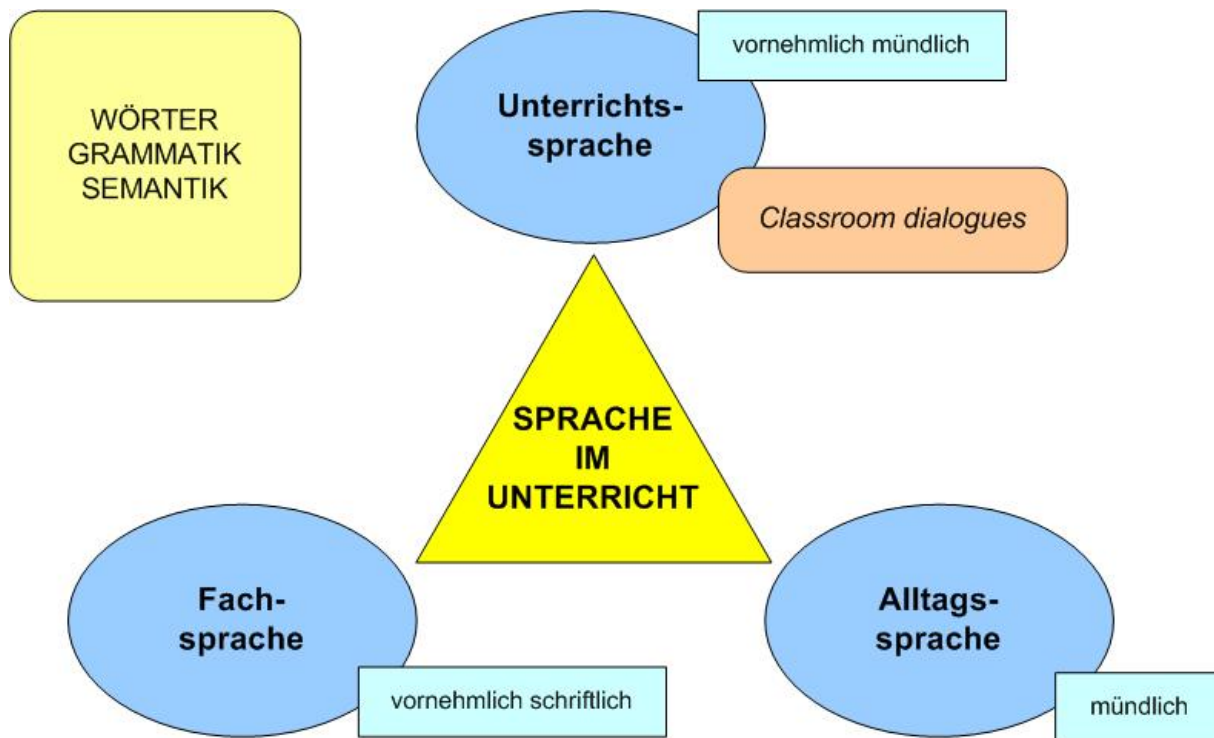 WÖRTER
GRAMMATIK
SEMANTIK
vornehmlich mündlich
Unterrichts-
sprache
Classroom dialogues
SPRACHE
IM
UNTERRICHT
Fach-
sprache
vornehmlich schriftlich
Alltags-
sprache
mündlich